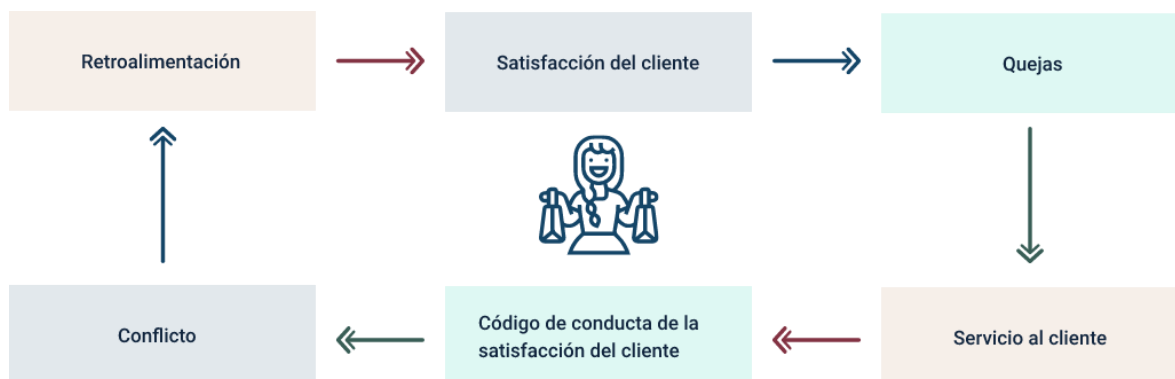 Retroalimentación
Satisfacción del cliente
Quejas
Conflicto
Código de conducta de la
satisfacción del cliente
Servicio al cliente